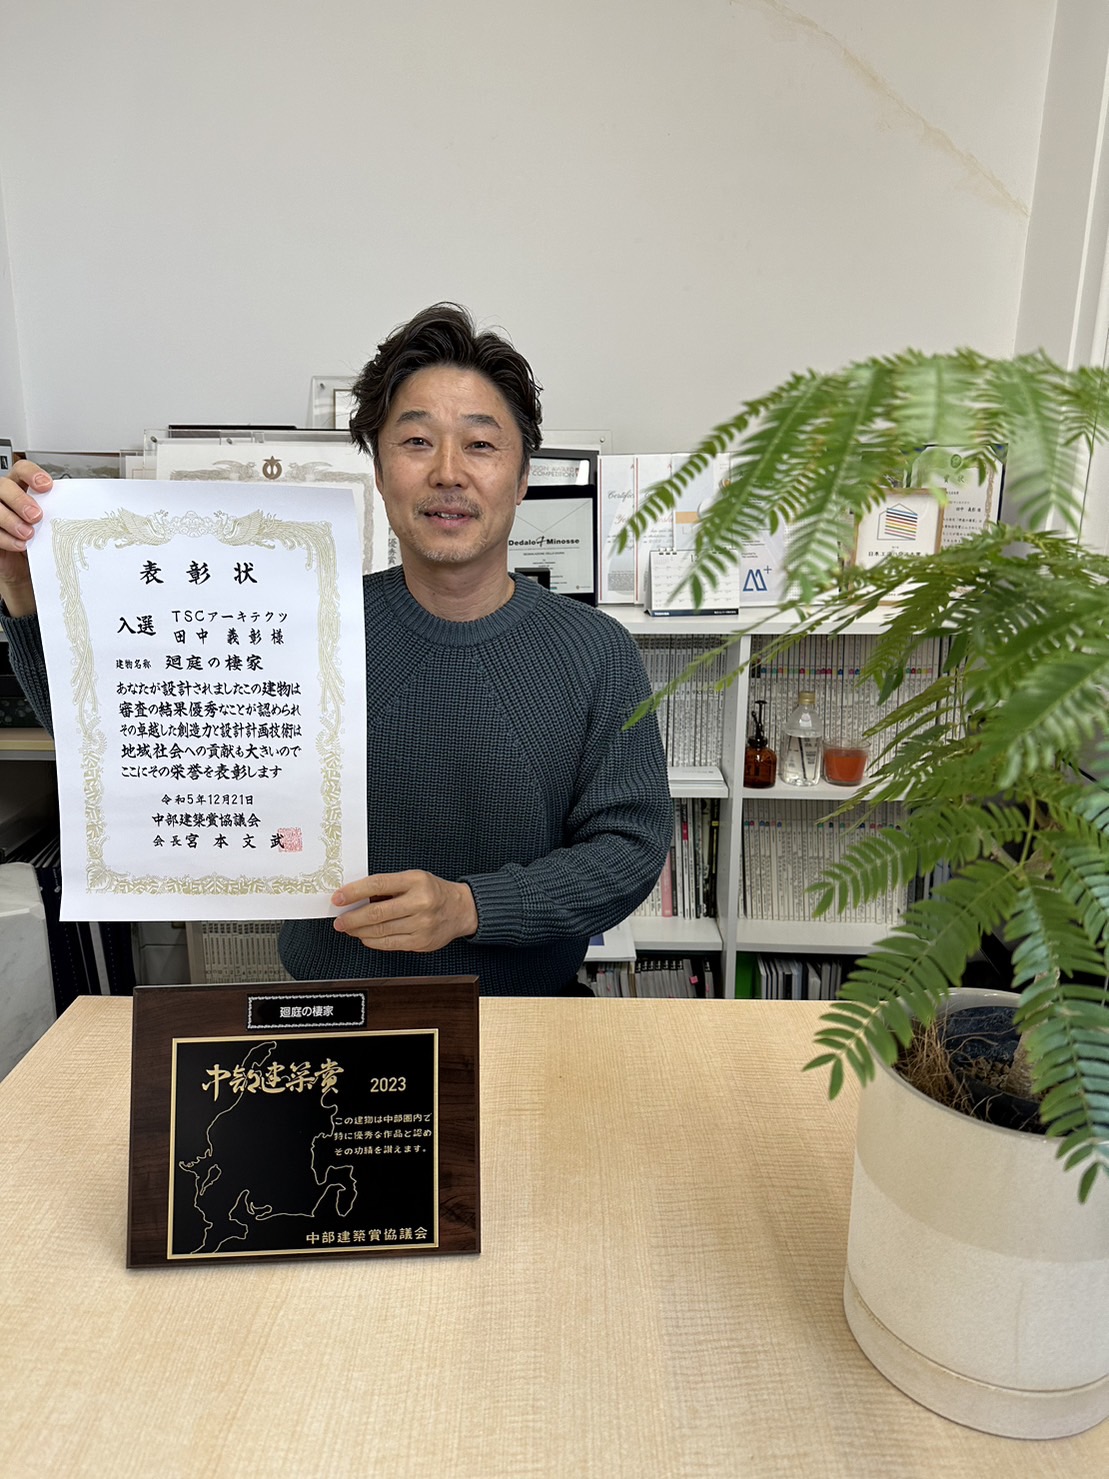 表彰状
入選
TSCアーキテクツ
田中 義彰 様
建物名称 廻庭の棲家
あなたが設計されましたこの建物は
審査の結果優秀なことが認められ
その卓越した創造力と設計計画技術は
地域社会への貢献も大きいので
ここにその栄誉を表彰します
令和5年12月21日
中部建築賞協議会
会長 宮本文武
廻庭の棲家
中部建築賞 2023
この建物は中部圏内で
特に優秀な作品と認め
その功績を讃えます。
中部建築賞協議会
COMPETITION
Dedalo Minosse